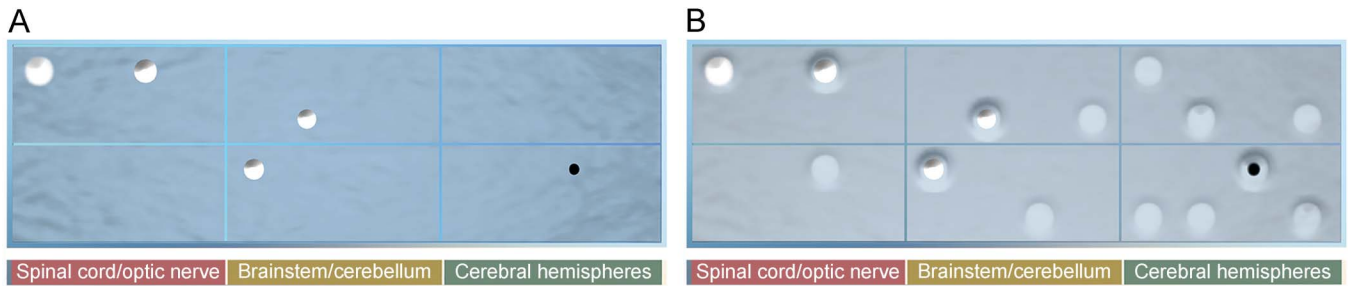 A
B
Spinal cord/optic nerve Brainstem/cerebellum Cerebral hemispheres
Spinal cord/optic nerve Brainstem/cerebellum Cerebral hemispheres